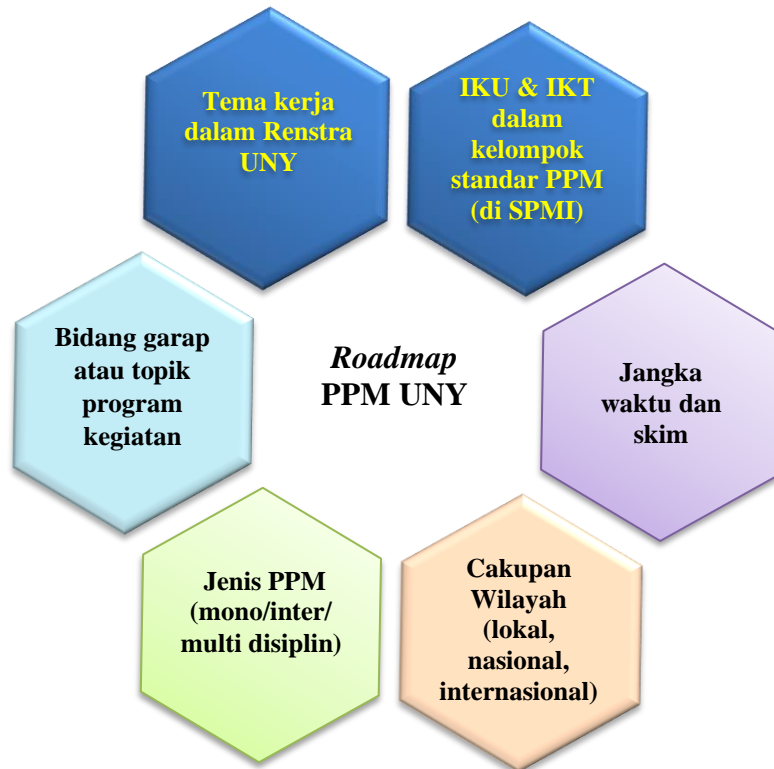 Tema kerja
dalam Renstra
UNY
IKU & IKT
dalam
kelompok
standar PPM
(di SPMI)
Bidang garap
atau topik
program
kegiatan
Roadmap
PPM UNY
Jangka
waktu dan
skim
Jenis PPM
(mono/inter/
multi disiplin)
Cakupan
Wilayah
(lokal,
nasional,
internasional)